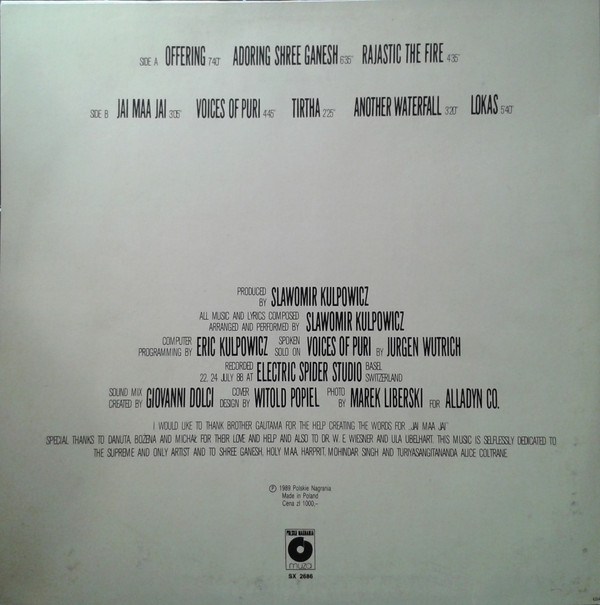 SIDE A OFFERING 7'40" ADORING SHREE GANESH 6'35" RAJASTIC THE FIRE 4'35"
SIDE B JAI MAA JAI 3'05" VOICES OF PURI 4'45" TIRTHA 2'25" ANOTHER WATERFALL 3'20" LOKAS 5'40"
PRODUCED BY SLAWOMIR KULPOWICZ
ALL MUSIC AND LYRICS COMPOSED ARRANGED AND PERFORMED BY SLAWOMIR KULPOWICZ
COMPUTER PROGRAMMING BY ERIC KULPOWICZ SPOKEN SOLO ON VOICES OF PURI BY JURGEN WUTRICH
RECORDED 22. 24 JULY 88 AT ELECTRIC SPIDER STUDIO BASEL SWITZERLAND
SOUND MIX CREATED BY GIOVANNI DOLCI COVER DESIGN BY WITOLD POPIEL PHOTO BY MAREK LIBERSKI FOR ALLADYN CO.
I WOULD LIKE TO THANK BROTHER GAUTAMA FOR THE HELP CREATING THE WORDS FOR „JAI MAA JAI"
SPECIAL THANKS TO DANUTA, BOŻENA AND MICHAŁ FOR THEIR LOVE AND HELP AND ALSO TO DR. W. E. WIESNER AND ULA UBELHART. THIS MUSIC IS SELFLESSLY DEDICATED TO
THE SUPREME AND ONLY ARTIST AND TO SHREE GANESH, HOLY MAA, HARPRIT, MOHINDAR SINGH AND TURIYASANGITANANDA ALICE COLTRANE.
Ⓟ 1989 Polskie Nagrania
Made in Poland
Cena zł 1000,–
POLSKIE NAGRANIA
muza
SX 2686